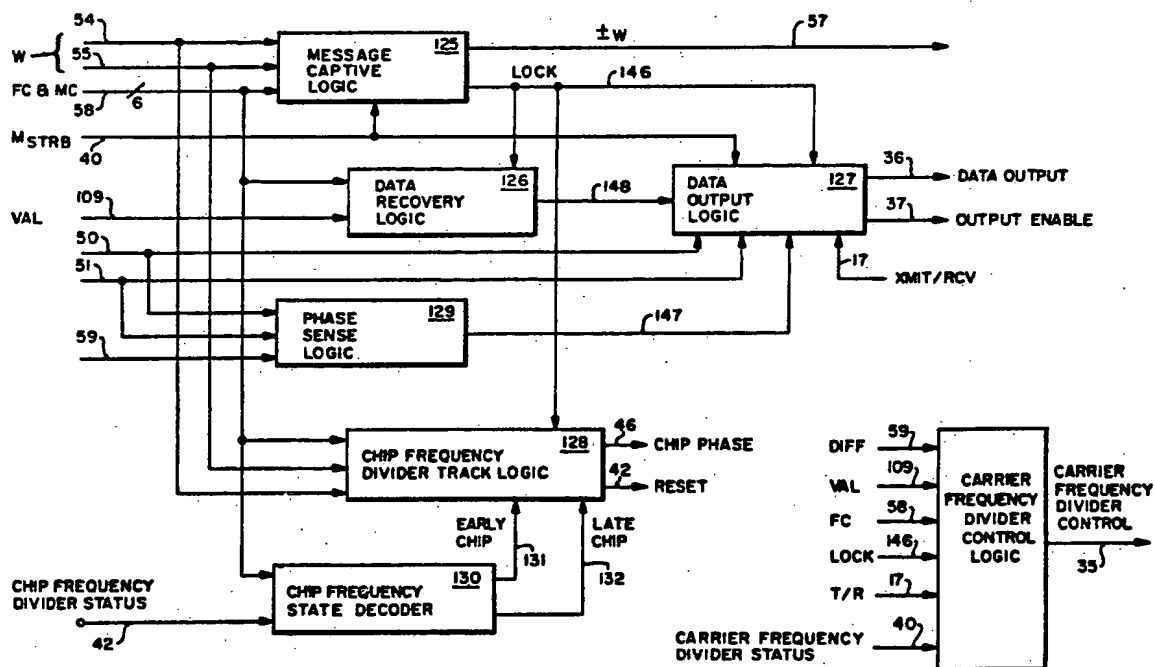 54
57
W
125
±W
55
MESSAGE
CAPTIVE
LOGIC
LOCK
146
FC & MC
58
6
MSTRB
40
36
126
127
DATA OUTPUT
DATA
RECOVERY
LOGIC
148
DATA
OUTPUT
LOGIC
109
VAL
37
OUTPUT ENABLE
50
51
17
XMIT/RCV
129
PHASE
SENSE
LOGIC
147
59
128
46
CHIP PHASE
CHIP FREQUENCY
DIVIDER TRACK LOGIC
42
RESET
EARLY
CHIP
LATE
CHIP
131
132
130
CHIP FREQUENCY
STATE DECODER
CHIP FREQUENCY
DIVIDER STATUS
42
DIFF
59
VAL
109
FC
58
LOCK
146
T/R
17
CARRIER FREQUENCY
DIVIDER STATUS
40
CARRIER
FREQUENCY
DIVIDER
CONTROL
LOGIC
CARRIER
FREQUENCY
DIVIDER
CONTROL
35